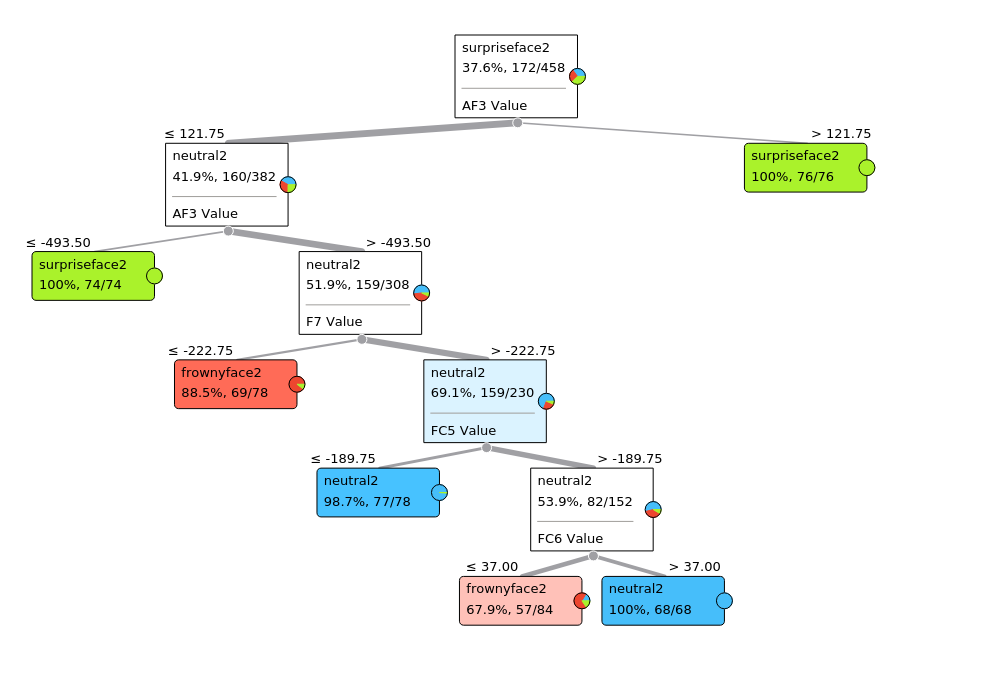 surpriseface2
37.6%, 172/458
AF3 Value
≤ 121.75
> 121.75
neutral2
41.9%, 160/382
AF3 Value
surpriseface2
100%, 76/76
≤ -493.50
> -493.50
surpriseface2
100%, 74/74
neutral2
51.9%, 159/308
F7 Value
≤ -222.75
> -222.75
frownyface2
88.5%, 69/78
neutral2
69.1%, 159/230
FC5 Value
≤ -189.75
> -189.75
neutral2
98.7%, 77/78
neutral2
53.9%, 82/152
FC6 Value
≤ 37.00
> 37.00
frownyface2
67.9%, 57/84
neutral2
100%, 68/68